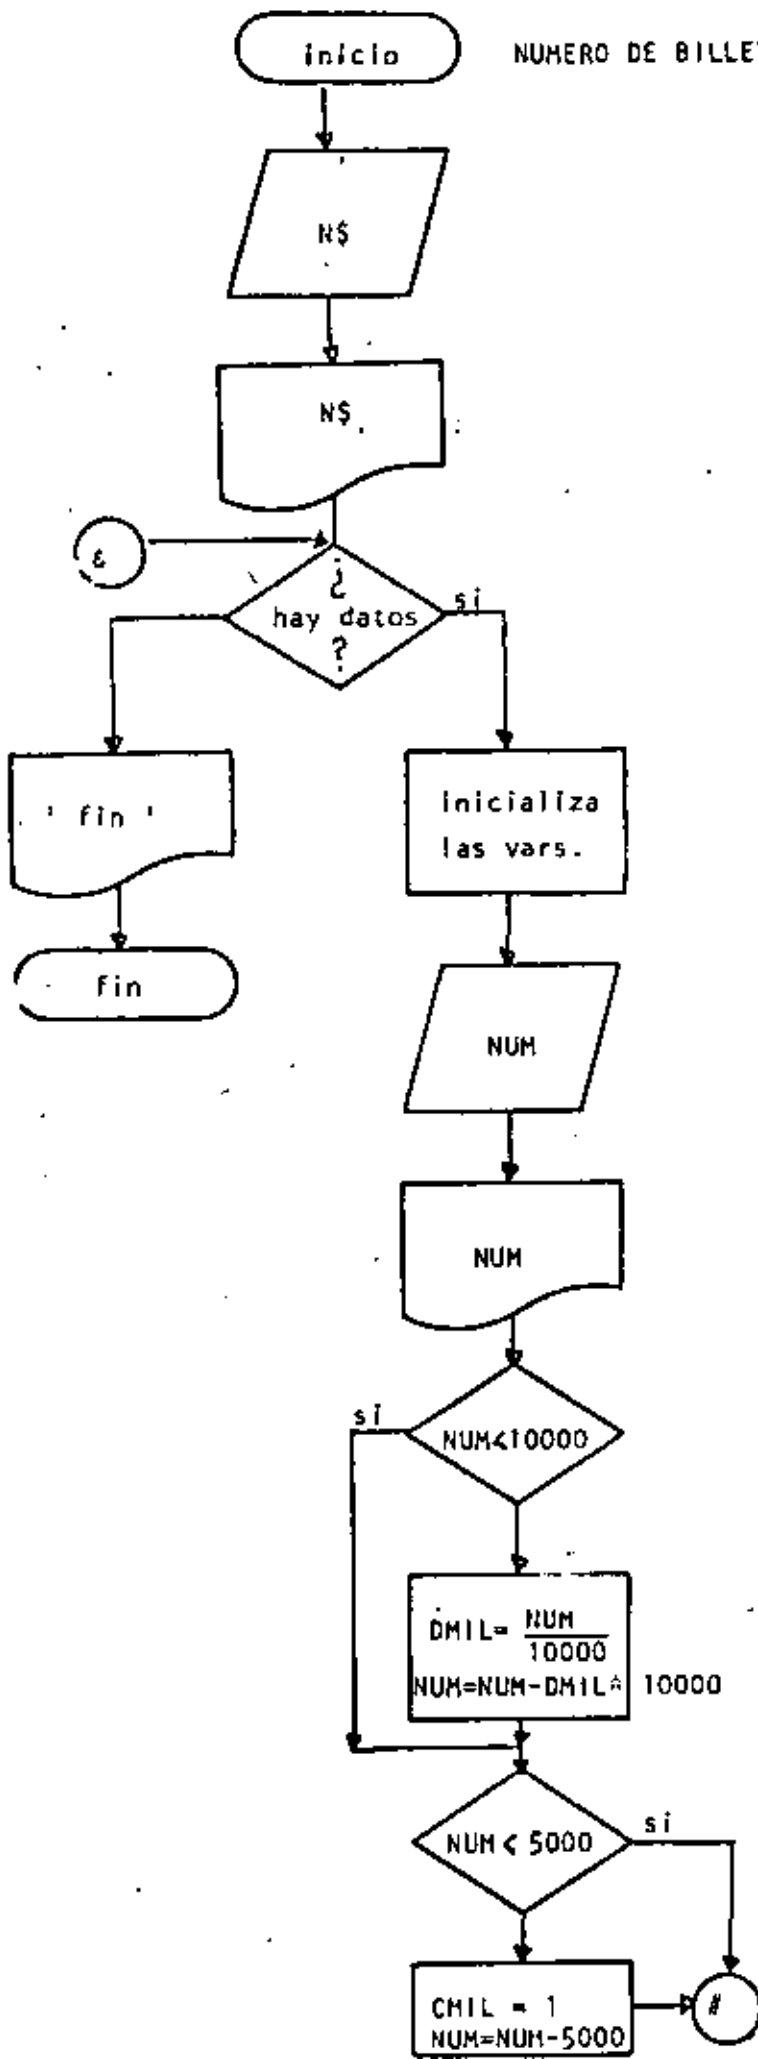 inicio
NUMERO DE BILLE
N$
N$
&
¿
hay datos
?
si
' fin '
inicializa
las vars.
fin
NUM
NUM
si
NUM<10000
DMIL= NUM
10000
NUM=NUM-DMIL* 10000
NUM < 5000
si
CMIL = 1
NUM=NUM-5000
#